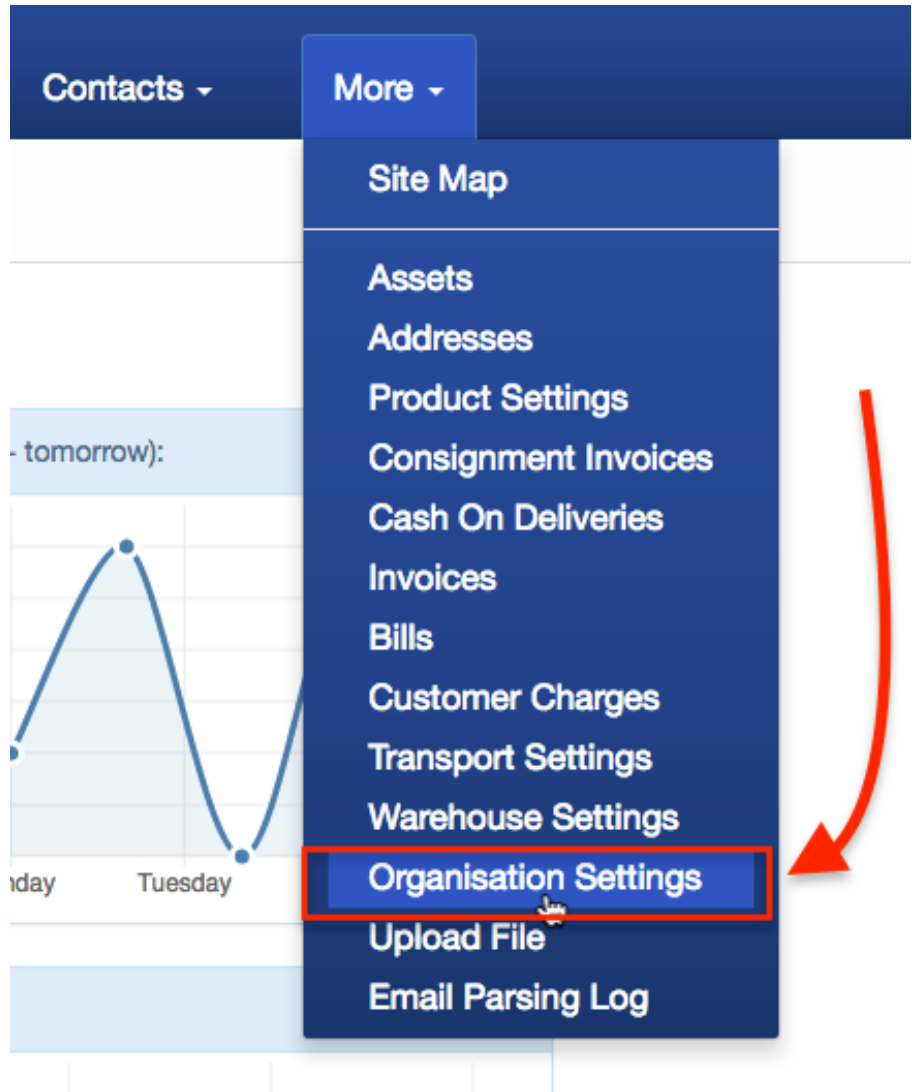 Contacts
More
Site Map
Assets
Addresses
Product Settings
- tomorrow):
Consignment Invoices
Cash On Deliveries
Invoices
Bills
Customer Charges
Transport Settings
Warehouse Settings
Organisation Settings
nday Tuesday
Upload File
Email Parsing Log